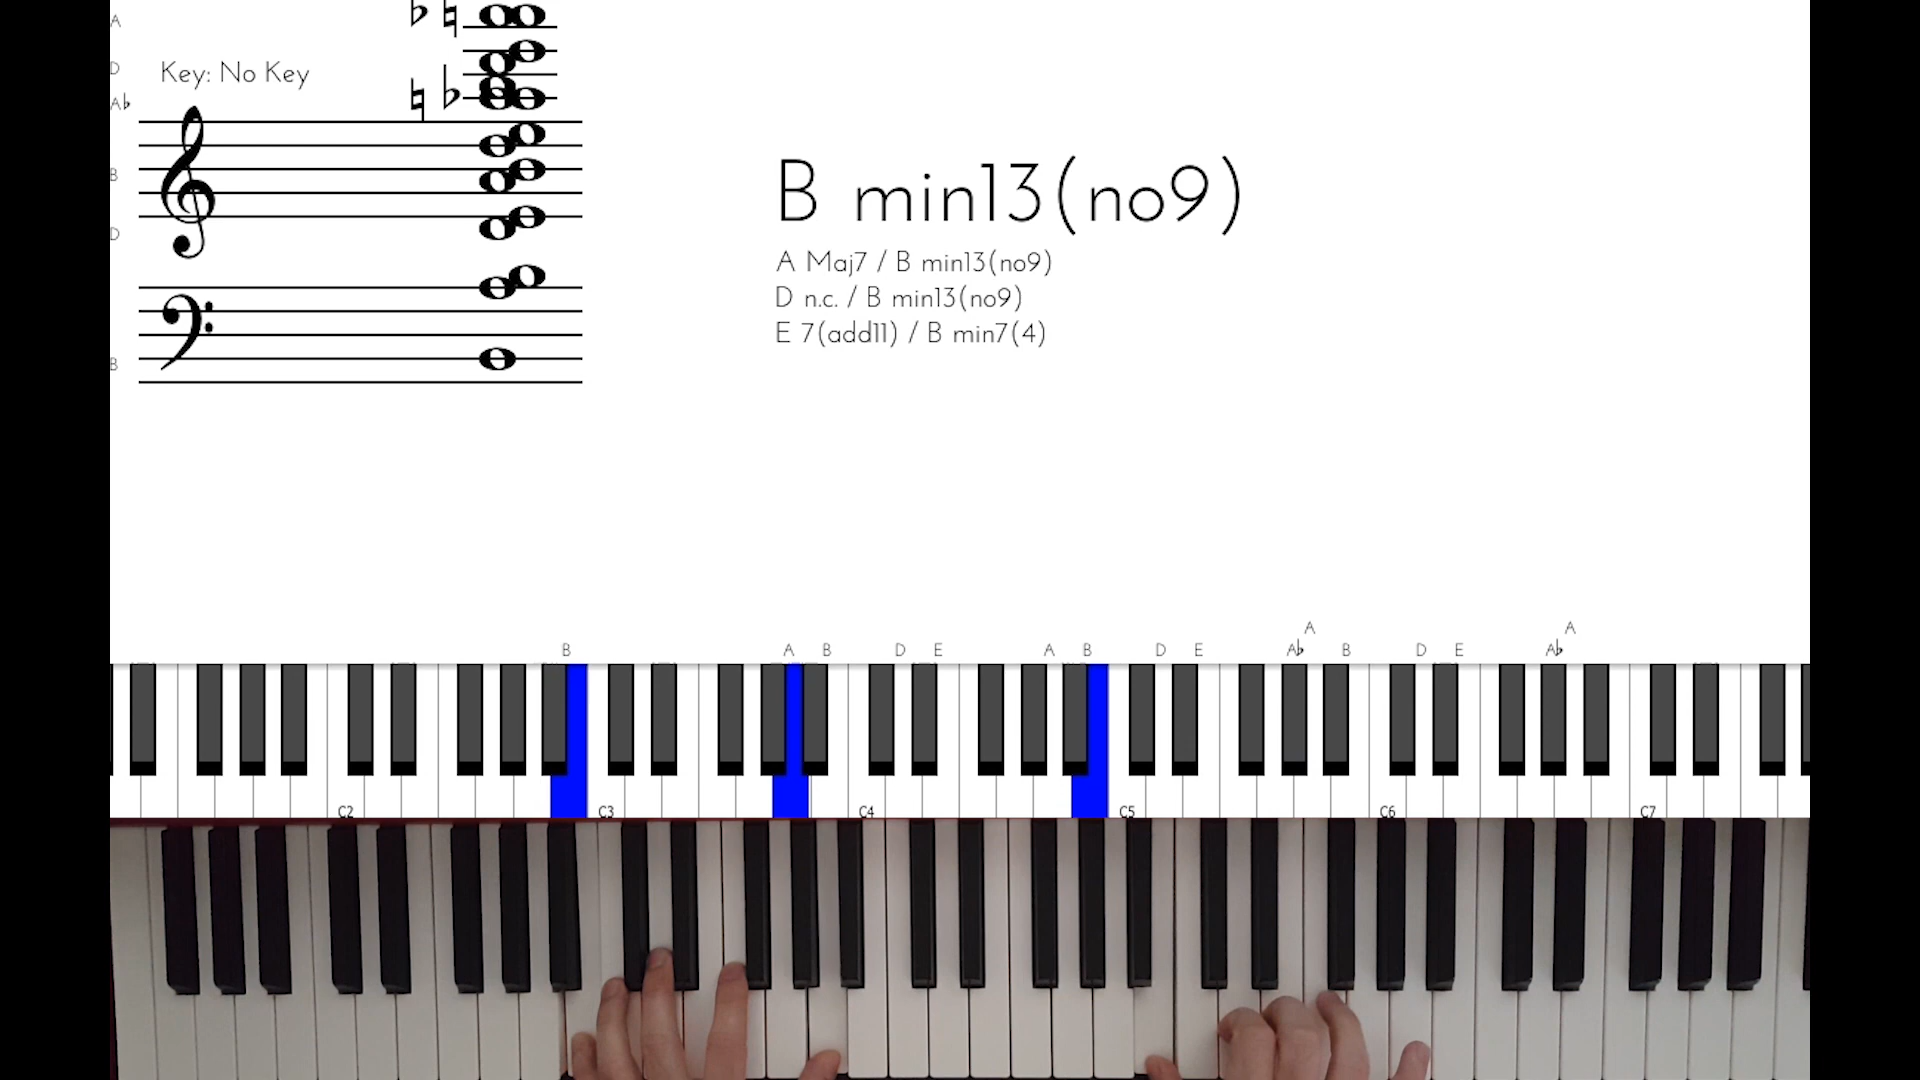 A
D
Key: No Key
A♭
B
D
B
B min13(no9)
A Maj7 / B min13(no9)
D n.c. / B min13(no9)
E 7(add11) / B min7(4)
A A
B A B D E A B D E A♭ B D E A♭
C2 C3 C4 C5 C6 C7